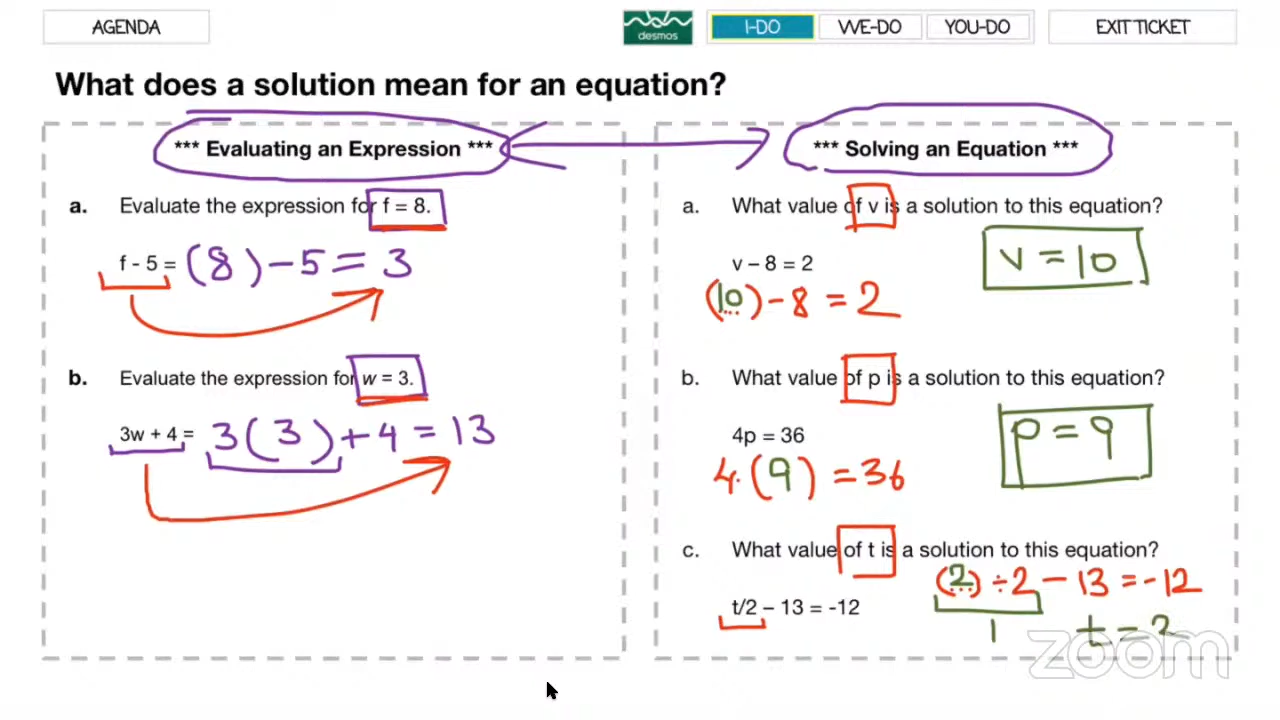 AGENDA
desmos
I-DO
WE-DO
YOU-DO
EXIT TICKET
What does a solution mean for an equation?
*** Evaluating an Expression ***
a. Evaluate the expression for f = 8.
f - 5 = (8) - 5 = 3
b. Evaluate the expression for w = 3.
3w + 4 = 3(3) + 4 = 13
*** Solving an Equation ***
a. What value of v is a solution to this equation?
v – 8 = 2
v = 10
(10) - 8 = 2
b. What value of p is a solution to this equation?
4p = 36
p = 9
4.(9) = 36
c. What value of t is a solution to this equation?
(2) ÷ 2 - 13 = -12
t/2 – 13 = -12
1
t = 2
zoom